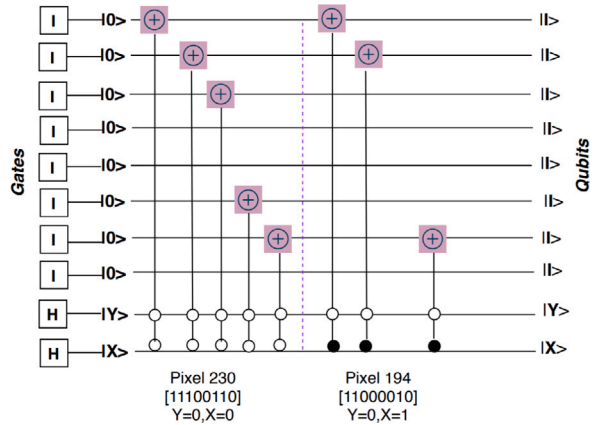 I |0> |I>
I |0> |I>
I |0> |I>
I |0> |I>
I |0> |I>
I |0> |I>
I |0> |I>
I |0> |I>
H |Y> |Y>
H |X> |X>
Gates
Qubits
Pixel 230
[11100110]
Y=0,X=0
Pixel 194
[11000010]
Y=0,X=1